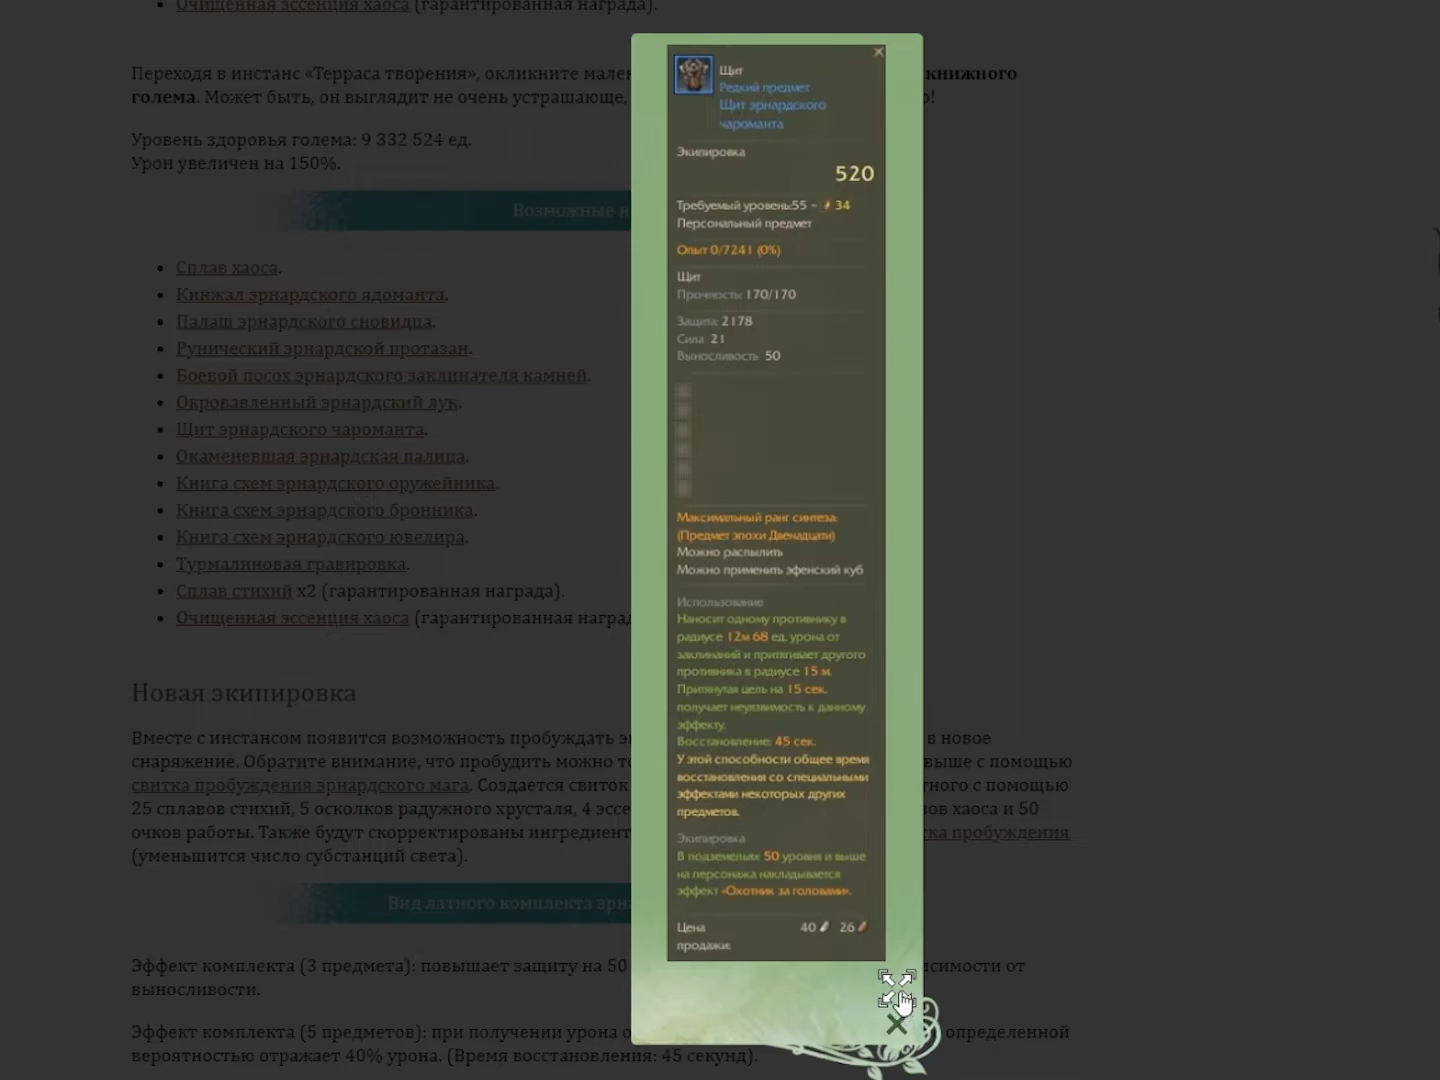 Очищенная эссенция хаоса (гарантированная награда).
Переходя в инстанс «Терраса творения», окликните мален
книжного
голема. Может быть, он выглядит не очень устрашающе,
о!
Уровень здоровья голема: 9 332 524 ед.
Урон увеличен на 150%.
Возможные н
Сплав хаоса.
Кинжал эрнардского ядоманта.
Палаш эрнардского сновидца.
Рунический эрнардской протазан.
Боевой посох эрнардского заклинателя камней.
Окровавленный эрнардский лук.
Щит эрнардского чароманта.
Окаменевшая эрнардская палица.
Книга схем эрнардского оружейника.
Книга схем эрнардского бронника.
Книга схем эрнардского ювелира.
Турмалиновая гравировка.
Сплав стихий x2 (гарантированная награда).
Очищенная эссенция хаоса (гарантированная наград
Новая экипировка
Вместе с инстансом появится возможность пробуждать э
в новое
снаряжение. Обратите внимание, что пробудить можно то
выше с помощью
свитка пробуждения эрнардского мага. Создается свиток
тного с помощью
25 сплавов стихий, 5 осколков радужного хрусталя, 4 эссе
вов хаоса и 50
очков работы. Также будут скорректированы ингредиент
тка пробуждения
(уменьшится число субстанций света).
Вид латного комплекта эрн
Эффект комплекта (3 предмета): повышает защиту на 50
исимости от
выносливости.
Эффект комплекта (5 предметов): при получении урона о
определенной
вероятностью отражает 40% урона. (Время восстановления: 45 секунд).
Щит
Редкий предмет
Щит эрнардского
чароманта
Экипировка
520
Требуемый уровень:55 ~ 34
Персональный предмет
Опыт 0/7241 (0%)
Щит
Прочность: 170/170
Защита: 2178
Сила 21
Выносливость 50
Максимальный ранг синтеза:
(Предмет эпохи Двенадцати)
Можно распылить
Можно применить эфенский куб
Использование
Наносит одному противнику в
радиусе 12м 68 ед. урона от
заклинаний и притягивает другого
противника в радиусе 15 м.
Притянутая цель на 15 сек.
получает неуязвимость к данному
эффекту.
Восстановление: 45 сек.
У этой способности общее время
восстановления со специальными
эффектами некоторых других
предметов.
Экипировка
В подземельях 50 уровня и выше
на персонажа накладывается
эффект «Охотник за головами».
Цена 40 26
продажи: